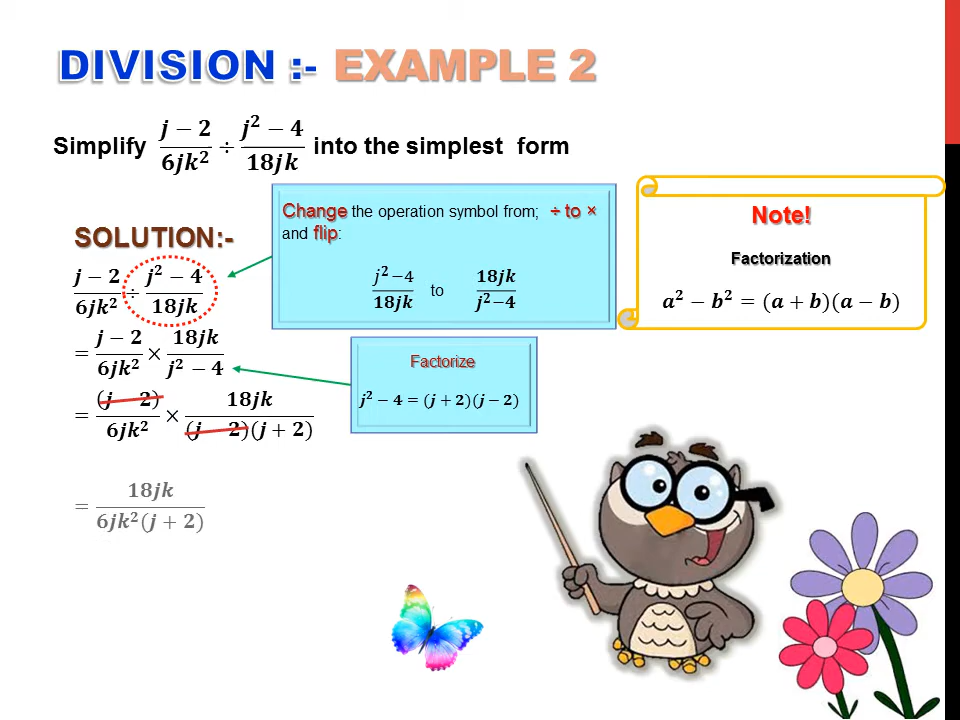 DIVISION :- EXAMPLE 2
Simplify (j − 2)/(6jk²) ÷ (j² − 4)/(18jk) into the simplest form
SOLUTION:-
(j − 2)/(6jk²) ÷ (j² − 4)/(18jk)
= (j − 2)/(6jk²) × (18jk)/(j² − 4)
= (j − 2)/(6jk²) × (18jk)/((j − 2)(j + 2))
= (18jk)/(6jk²(j + 2))
Change the operation symbol from; ÷ to ×
and flip:
(j² − 4)/(18jk) to (18jk)/(j² − 4)
Factorize
j² − 4 = (j + 2)(j − 2)
Note!
Factorization
a² − b² = (a + b)(a − b)